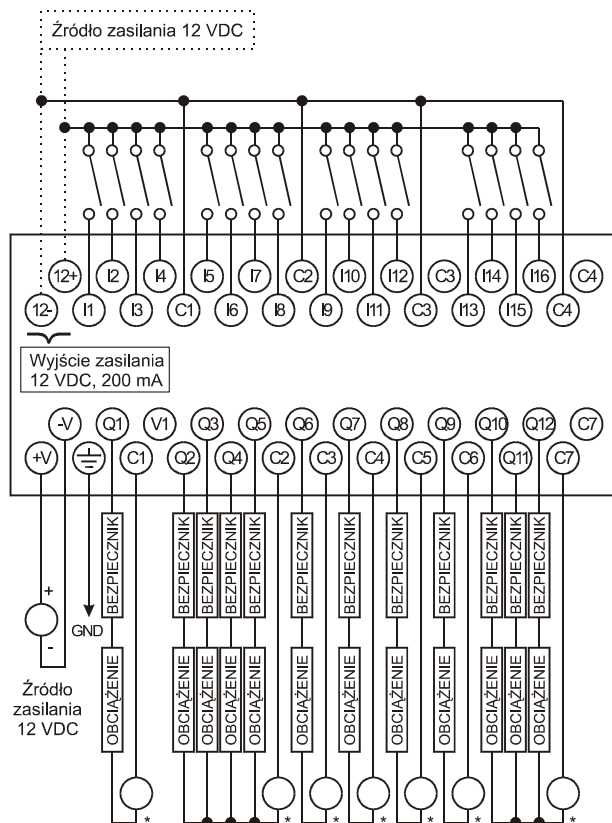 Źródło zasilania 12 VDC
12+ I2 I4 I5 I7 C2 I10 I12 C3 I14 I16 C4
12- I1 I3 C1 I6 I8 I9 I11 C3 I13 I15 C4
Wyjście zasilania
12 VDC, 200 mA
-V Q1 V1 Q3 Q5 Q6 Q7 Q8 Q9 Q10 Q12 C7
+V C1 Q2 Q4 C2 C3 C4 C5 C6 Q11 C7
BEZPIECZNIK BEZPIECZNIK BEZPIECZNIK BEZPIECZNIK BEZPIECZNIK BEZPIECZNIK BEZPIECZNIK BEZPIECZNIK BEZPIECZNIK BEZPIECZNIK BEZPIECZNIK BEZPIECZNIK
+
GND
-
OBCIĄŻENIE OBCIĄŻENIE OBCIĄŻENIE OBCIĄŻENIE OBCIĄŻENIE OBCIĄŻENIE OBCIĄŻENIE OBCIĄŻENIE OBCIĄŻENIE OBCIĄŻENIE OBCIĄŻENIE OBCIĄŻENIE
Źródło
zasilania
12 VDC
* * * * * * *